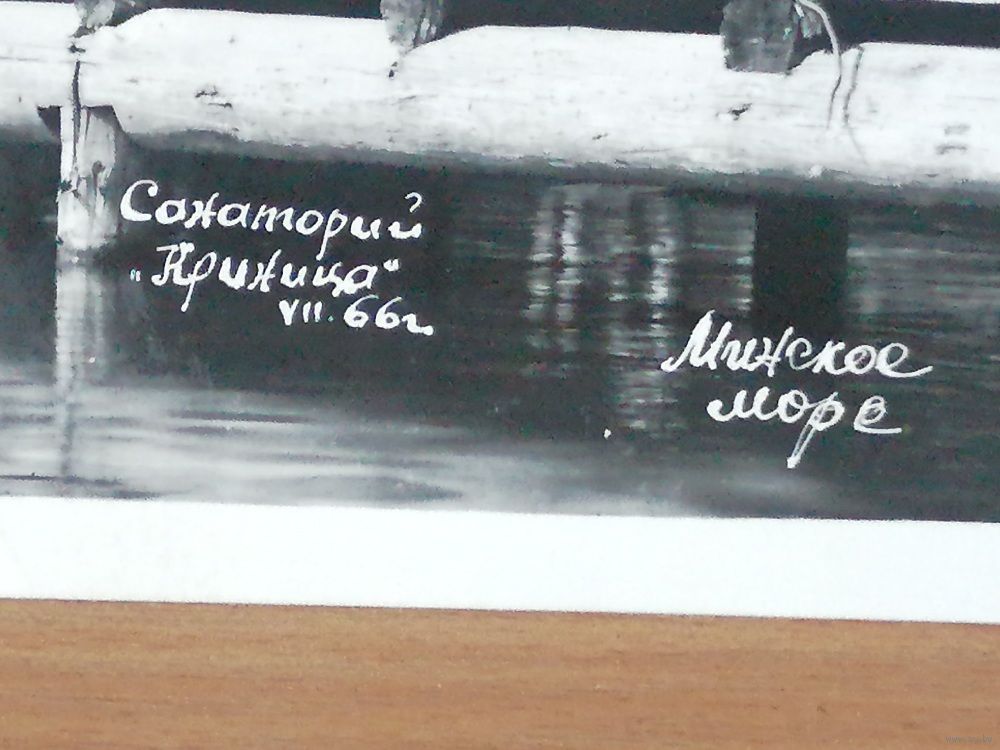 Санаторий
„Криница“
VII. 66г.
Минское
море